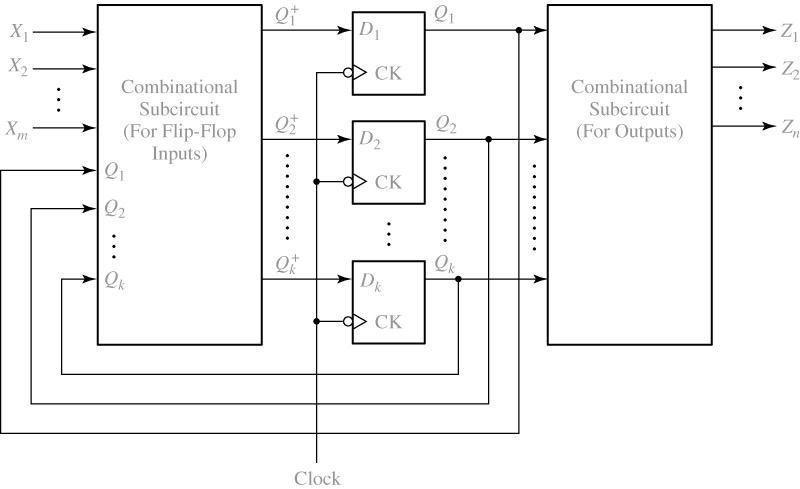 X₁
X₂
Xₘ
Combinational
Subcircuit
(For Flip-Flop
Inputs)
Q₁
Q₂
Qₖ
Q₁⁺
Q₂⁺
Qₖ⁺
D₁
CK
D₂
CK
Dₖ
CK
Q₁
Q₂
Qₖ
Combinational
Subcircuit
(For Outputs)
Z₁
Z₂
Zₙ
Clock